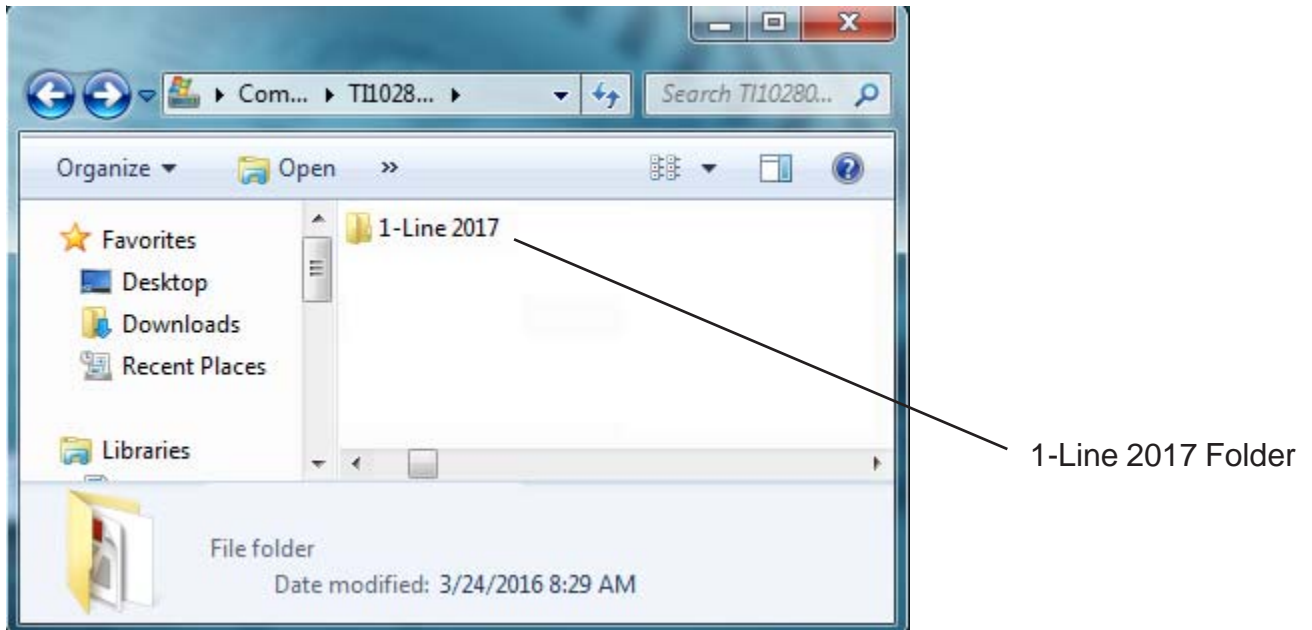 Com... TI1028...
Search TI10280...
Organize Open »
Favorites
Desktop
Downloads
Recent Places
Libraries
1-Line 2017
1-Line 2017 Folder
File folder
Date modified: 3/24/2016 8:29 AM